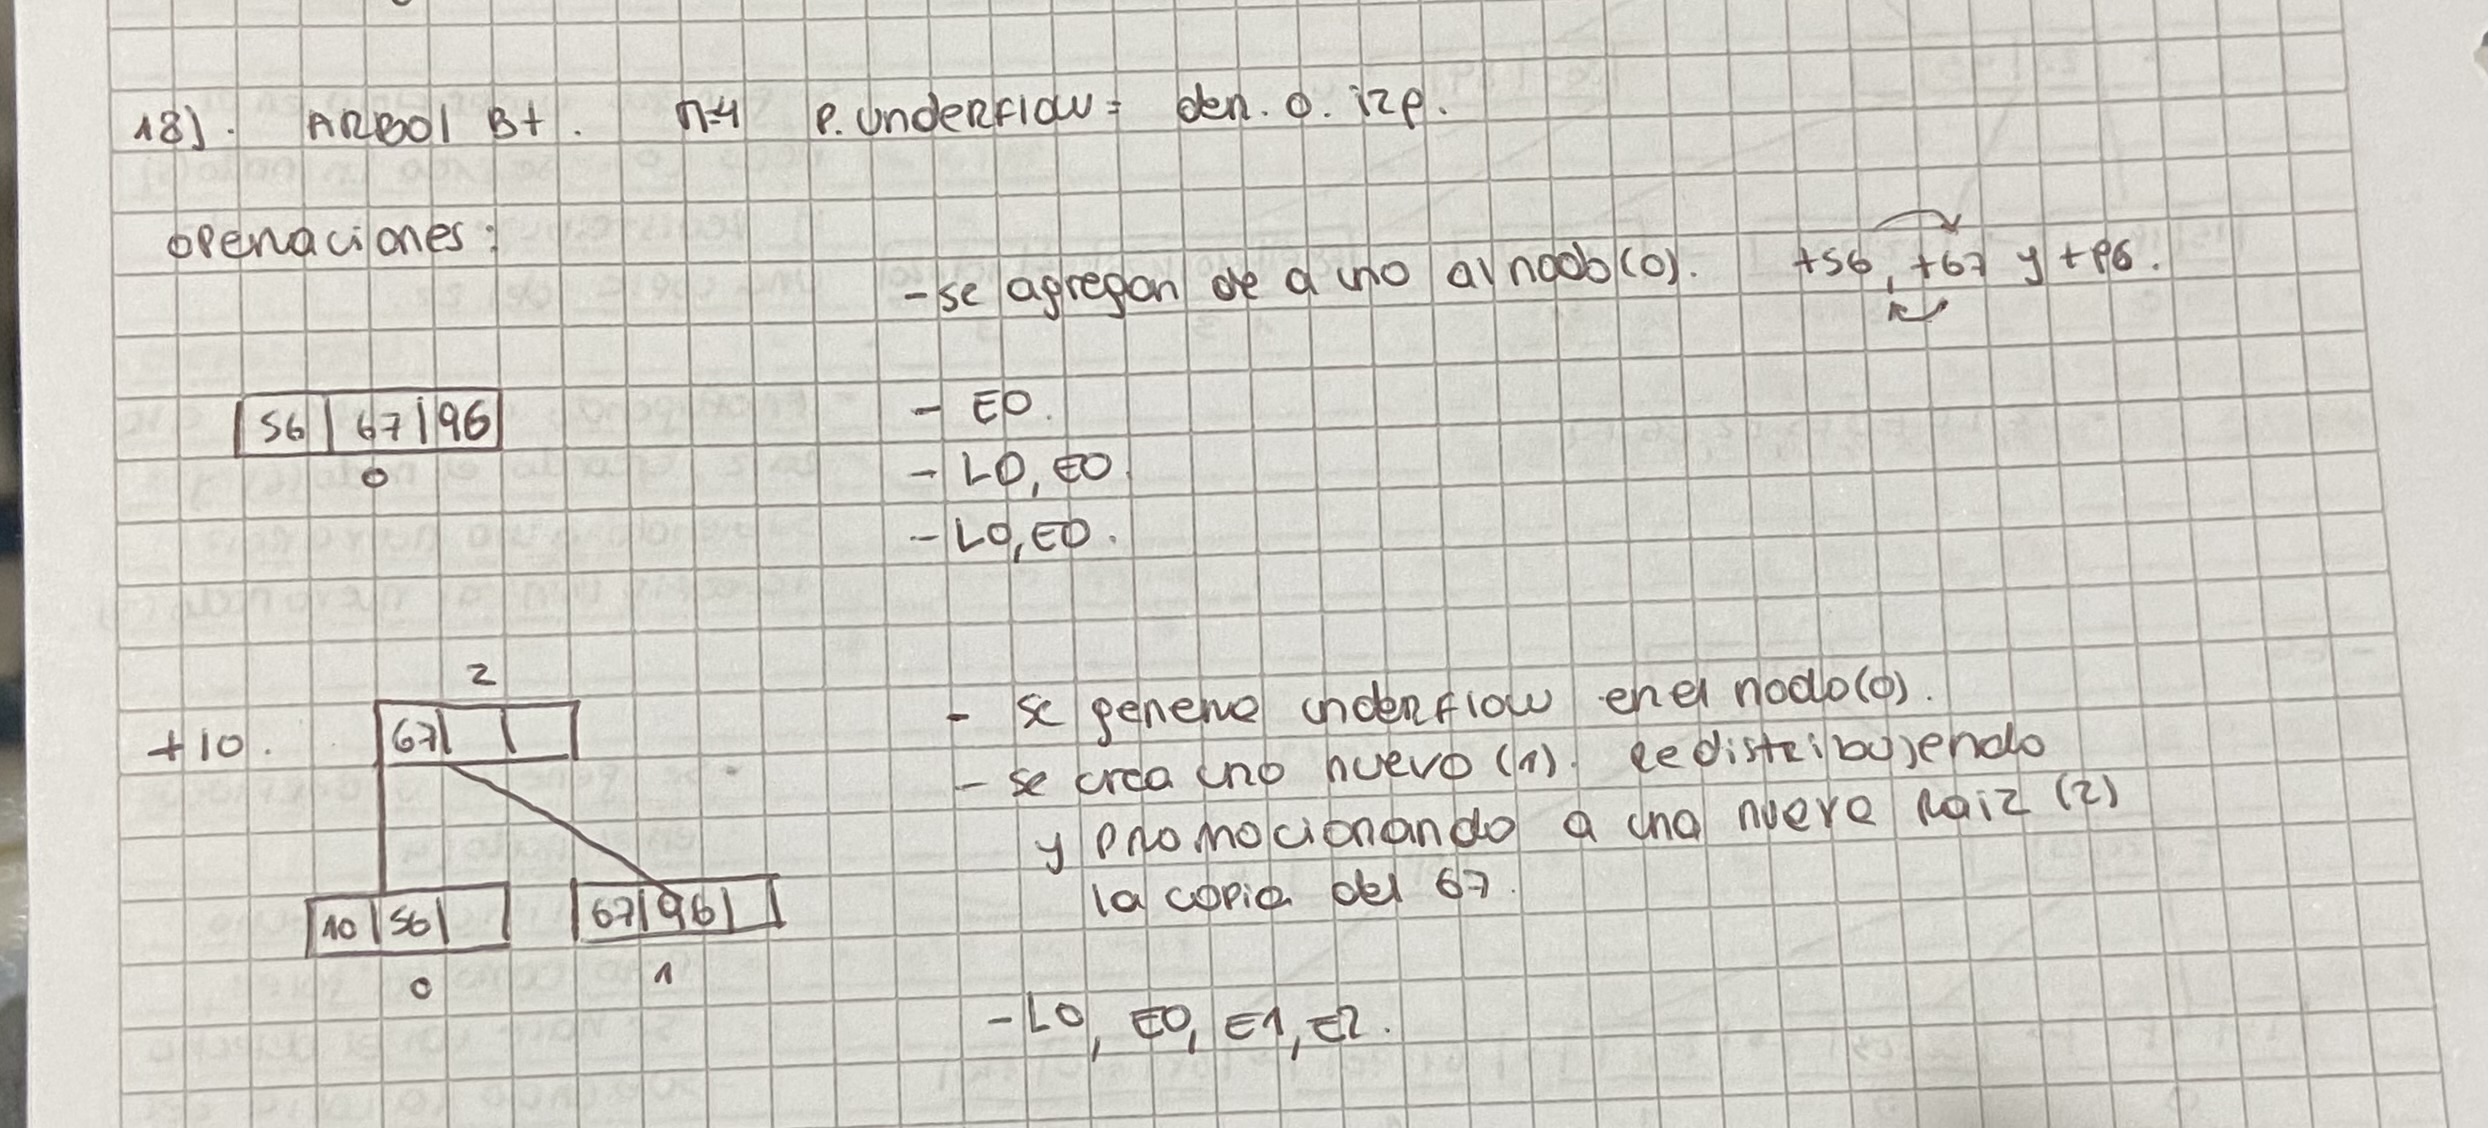 18). ARBOl B+. n=4 P. underflow= der. o. izq.
operaciones:
-se agregan de a uno al nodo(0). +56, +67 y +96.
56 | 67 | 96
0
- E0.
- L0, E0.
- L0, E0.
+10.
2
67
10 | 56
67 | 96
0
1
- se genera underflow en el nodo(0).
- se crea uno nuevo (1). Redistribuyendo
y promocionando a una nueva Raiz (2)
la copia del 67.
- L0, E0, E1, E2.